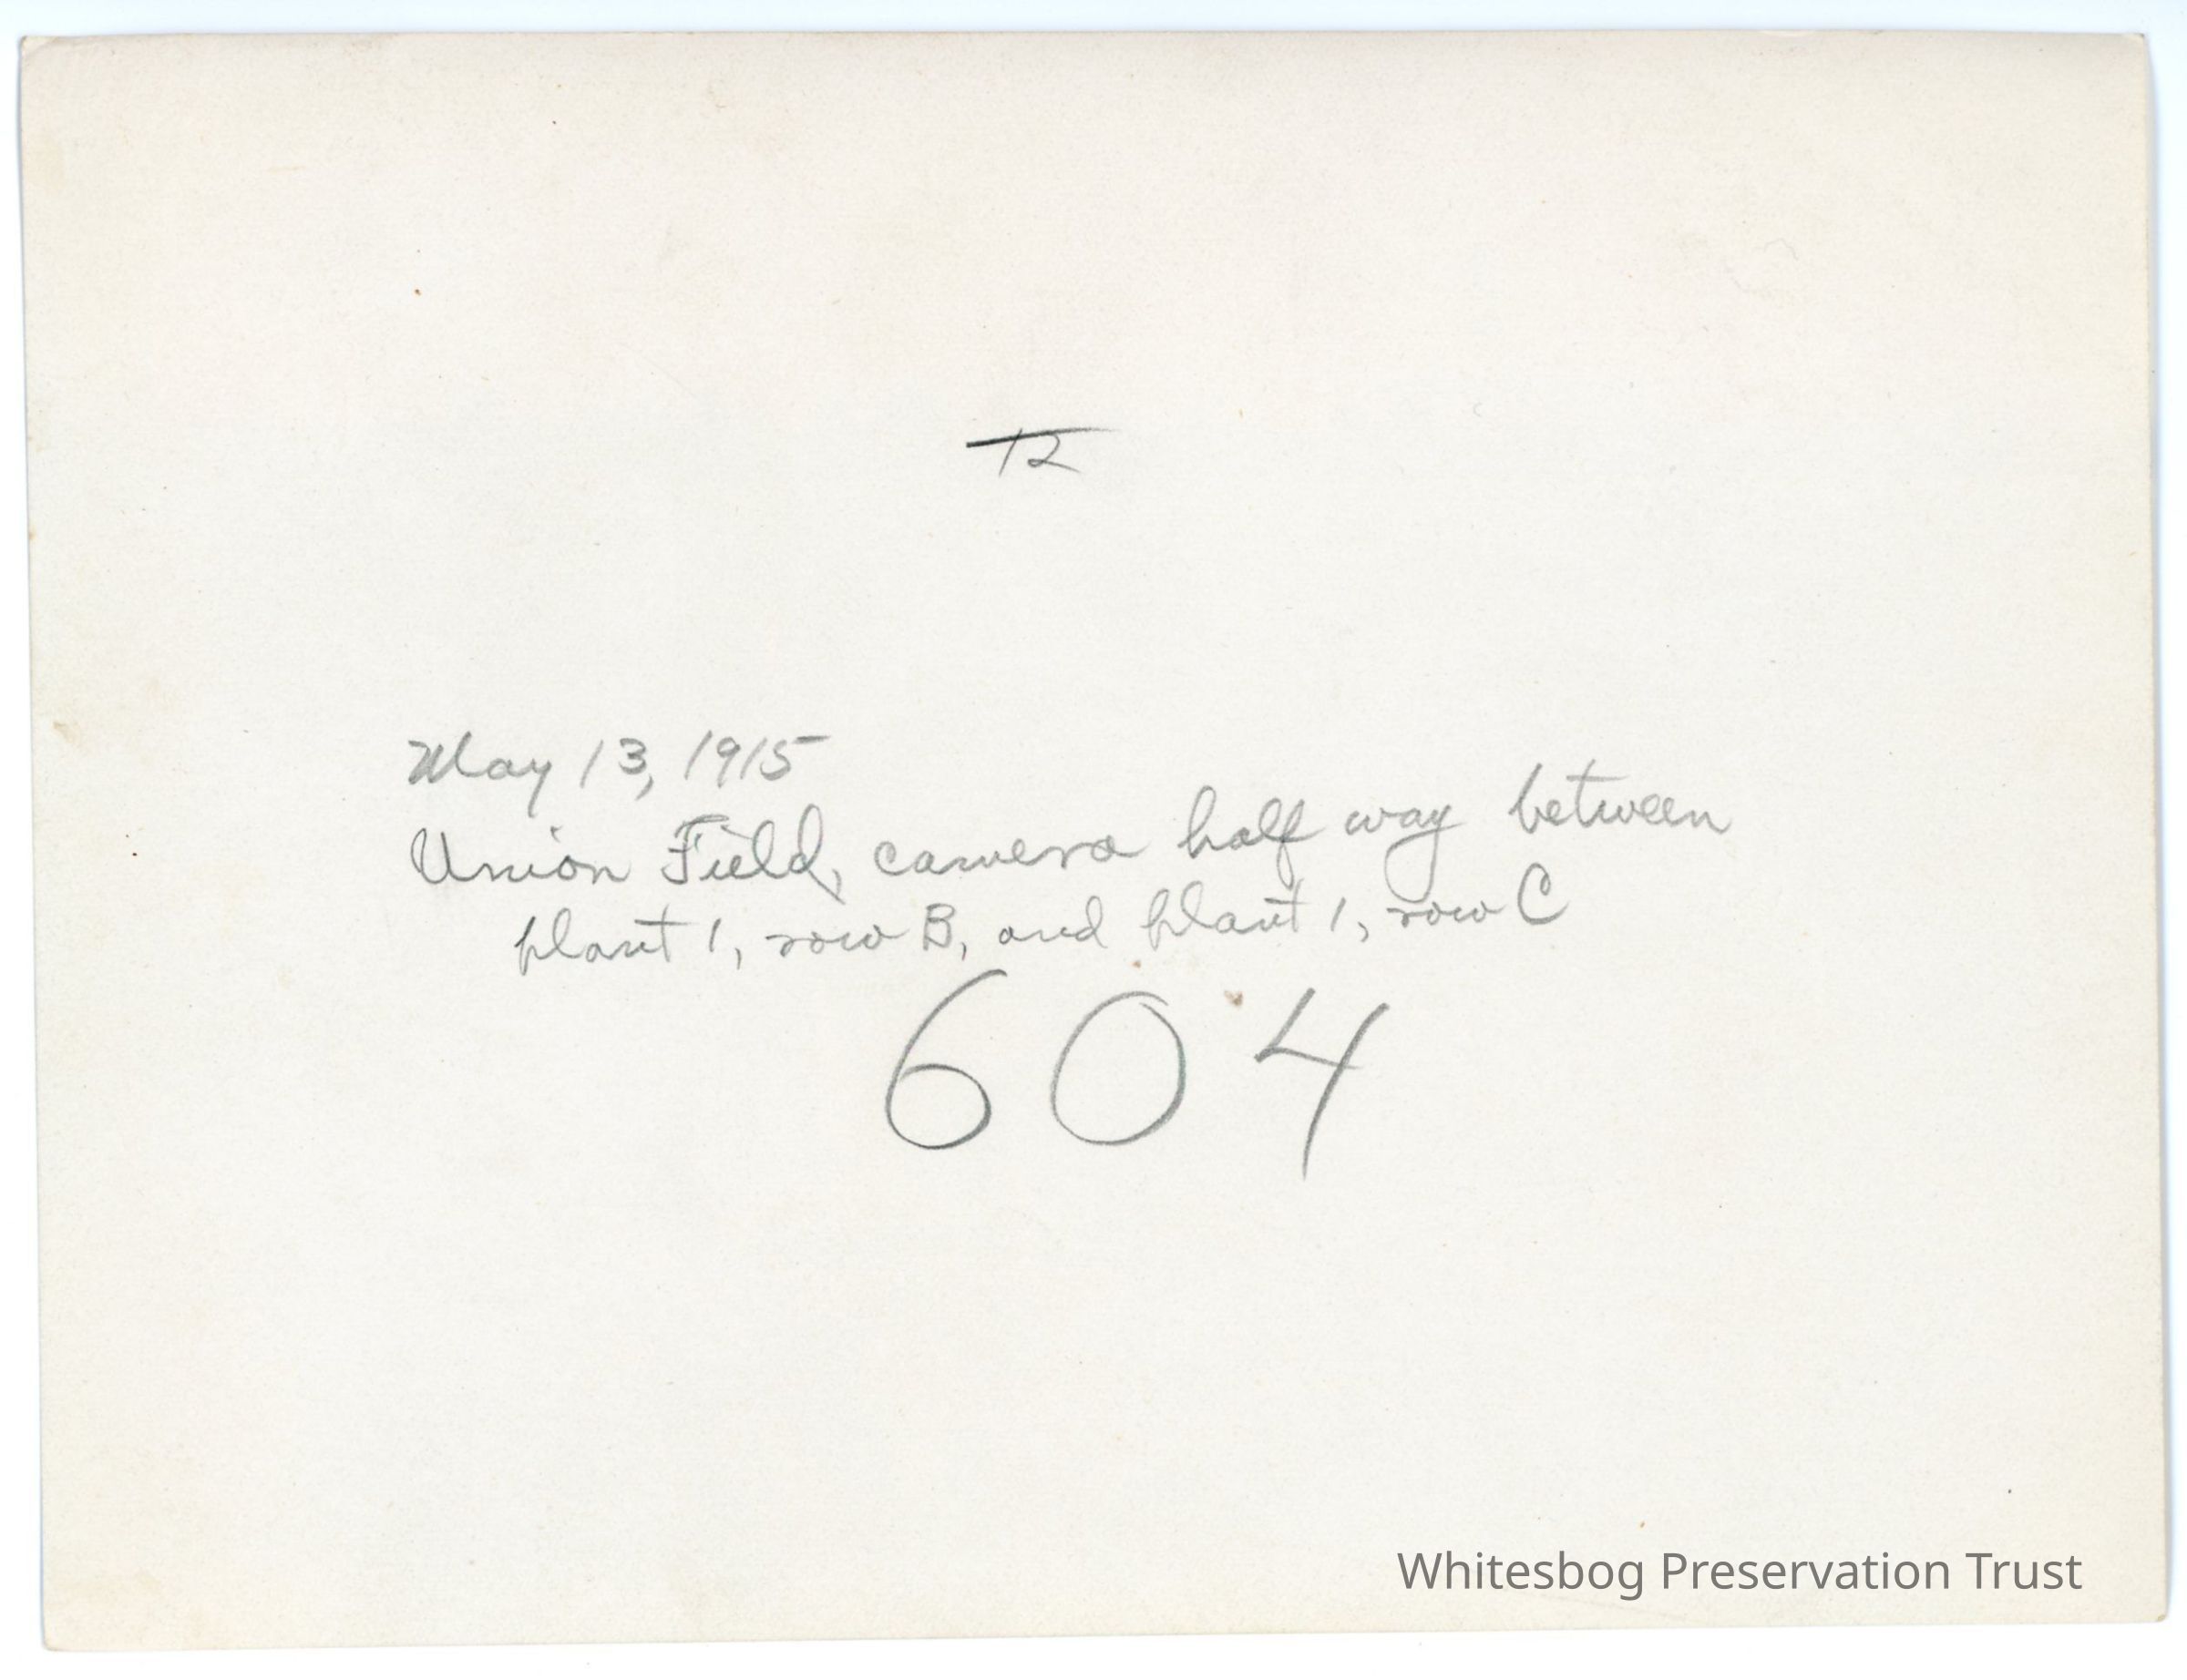 12
May 13, 1915
Union Field, camera half way between
plant 1, row B, and plant 1, row C
604
Whitesbog Preservation Trust